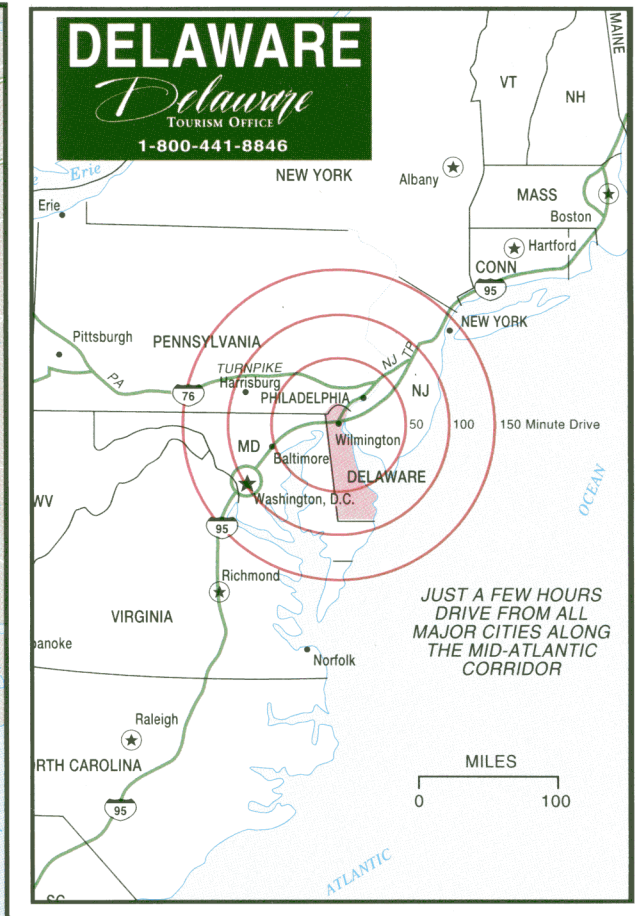 DELAWARE
Delaware
TOURISM OFFICE
1-800-441-8846
MAINE
VT
NH
NEW YORK
Albany
MASS
Boston
Erie
Erie
Hartford
CONN
95
NEW YORK
Pittsburgh
PENNSYLVANIA
PA
TURNPIKE
76
Harrisburg
NJ TP
NJ
PHILADELPHIA
50
100
150 Minute Drive
Wilmington
MD
Baltimore
DELAWARE
Washington, D.C.
WV
95
OCEAN
Richmond
VIRGINIA
JUST A FEW HOURS
DRIVE FROM ALL
MAJOR CITIES ALONG
THE MID-ATLANTIC
CORRIDOR
oanoke
Norfolk
Raleigh
RTH CAROLINA
MILES
0
100
95
ATLANTIC